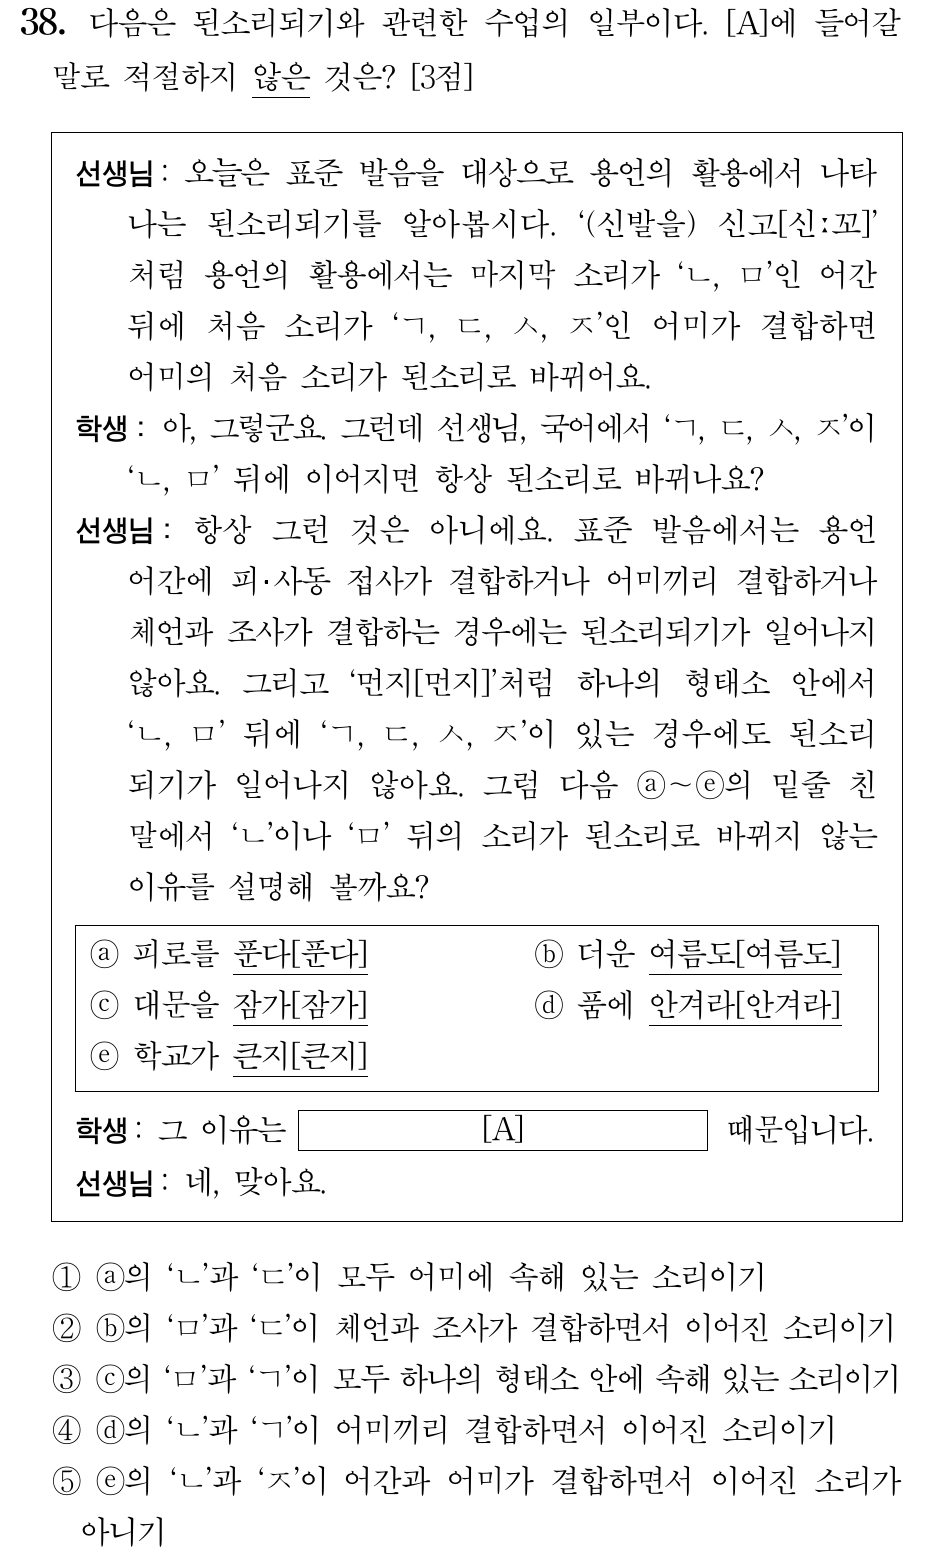 38. 다음은 된소리되기와 관련한 수업의 일부이다. [A]에 들어갈
말로 적절하지 않은 것은? [3점]
선생님 : 오늘은 표준 발음을 대상으로 용언의 활용에서 나타
나는 된소리되기를 알아봅시다. ‘(신발을) 신고[신ː꼬]’
처럼 용언의 활용에서는 마지막 소리가 ‘ㄴ, ㅁ’인 어간
뒤에 처음 소리가 ‘ㄱ, ㄷ, ㅅ, ㅈ’인 어미가 결합하면
어미의 처음 소리가 된소리로 바뀌어요.
학생 : 아, 그렇군요. 그런데 선생님, 국어에서 ‘ㄱ, ㄷ, ㅅ, ㅈ’이
‘ㄴ, ㅁ’ 뒤에 이어지면 항상 된소리로 바뀌나요?
선생님 : 항상 그런 것은 아니에요. 표준 발음에서는 용언
어간에 피·사동 접사가 결합하거나 어미끼리 결합하거나
체언과 조사가 결합하는 경우에는 된소리되기가 일어나지
않아요. 그리고 ‘먼지[먼지]’처럼 하나의 형태소 안에서
‘ㄴ, ㅁ’ 뒤에 ‘ㄱ, ㄷ, ㅅ, ㅈ’이 있는 경우에도 된소리
되기가 일어나지 않아요. 그럼 다음 ⓐ~ⓔ의 밑줄 친
말에서 ‘ㄴ’이나 ‘ㅁ’ 뒤의 소리가 된소리로 바뀌지 않는
이유를 설명해 볼까요?
ⓐ 피로를 푼다[푼다] ⓑ 더운 여름도[여름도]
ⓒ 대문을 잠가[잠가] ⓓ 품에 안겨라[안겨라]
ⓔ 학교가 큰지[큰지]
학생 : 그 이유는 [A] 때문입니다.
선생님 : 네, 맞아요.
① ⓐ의 ‘ㄴ’과 ‘ㄷ’이 모두 어미에 속해 있는 소리이기
② ⓑ의 ‘ㅁ’과 ‘ㄷ’이 체언과 조사가 결합하면서 이어진 소리이기
③ ⓒ의 ‘ㅁ’과 ‘ㄱ’이 모두 하나의 형태소 안에 속해 있는 소리이기
④ ⓓ의 ‘ㄴ’과 ‘ㄱ’이 어미끼리 결합하면서 이어진 소리이기
⑤ ⓔ의 ‘ㄴ’과 ‘ㅈ’이 어간과 어미가 결합하면서 이어진 소리가
아니기